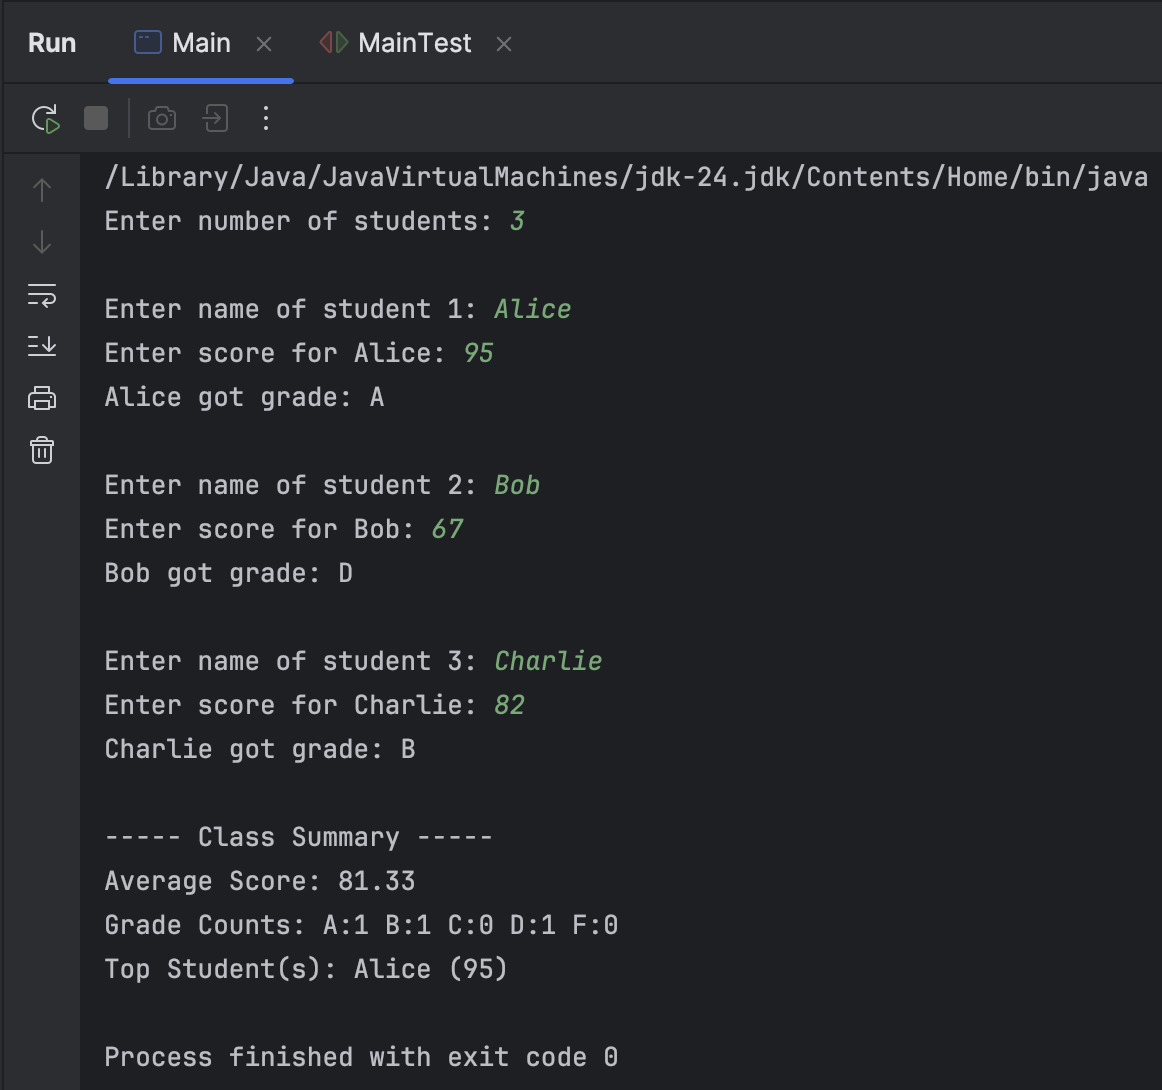 Run Main MainTest
/Library/Java/JavaVirtualMachines/jdk-24.jdk/Contents/Home/bin/java
Enter number of students: 3
Enter name of student 1: Alice
Enter score for Alice: 95
Alice got grade: A
Enter name of student 2: Bob
Enter score for Bob: 67
Bob got grade: D
Enter name of student 3: Charlie
Enter score for Charlie: 82
Charlie got grade: B
----- Class Summary -----
Average Score: 81.33
Grade Counts: A:1 B:1 C:0 D:1 F:0
Top Student(s): Alice (95)
Process finished with exit code 0